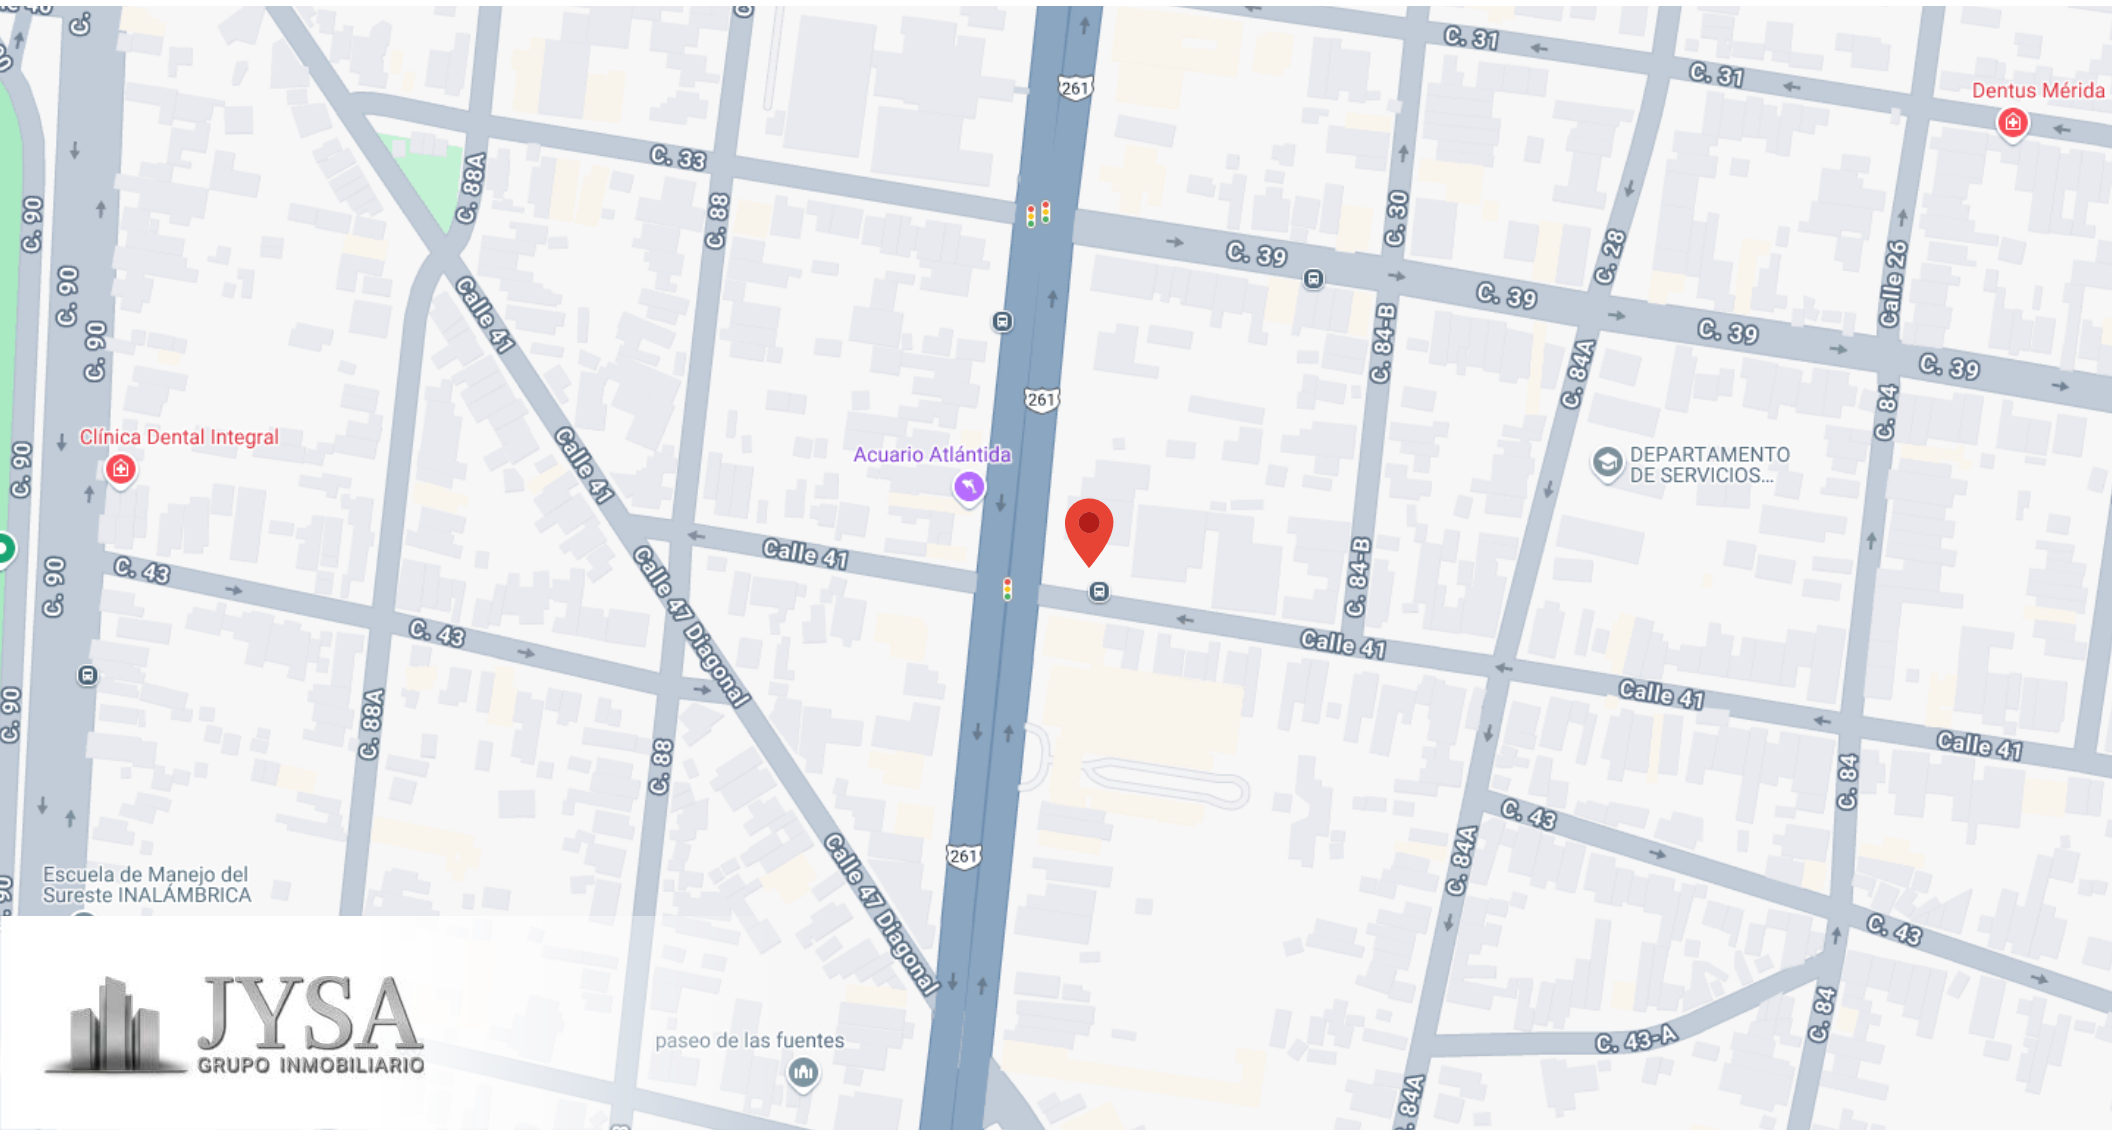 C. 31
C. 31
261
Dentus Mérida
C. 33
C. 88A
C. 88
C. 90
C. 90
C. 90
C. 30
C. 39
C. 28
Calle 26
C. 39
C. 39
C. 39
Calle 41
C. 84-B
C. 84A
C. 84
261
Calle 41
Clínica Dental Integral
Acuario Atlántida
DEPARTAMENTO
DE SERVICIOS...
C. 90
C. 90
C. 43
Calle 41
C. 84-B
C. 43
Calle 47 Diagonal
Calle 41
Calle 41
Calle 41
C. 90
C. 88A
C. 88
C. 84
C. 43
C. 84A
261
Calle 47 Diagonal
Escuela de Manejo del
Sureste INALÁMBRICA
C. 43
JYSA
GRUPO INMOBILIARIO
paseo de las fuentes
C. 43-A
C. 84
84A